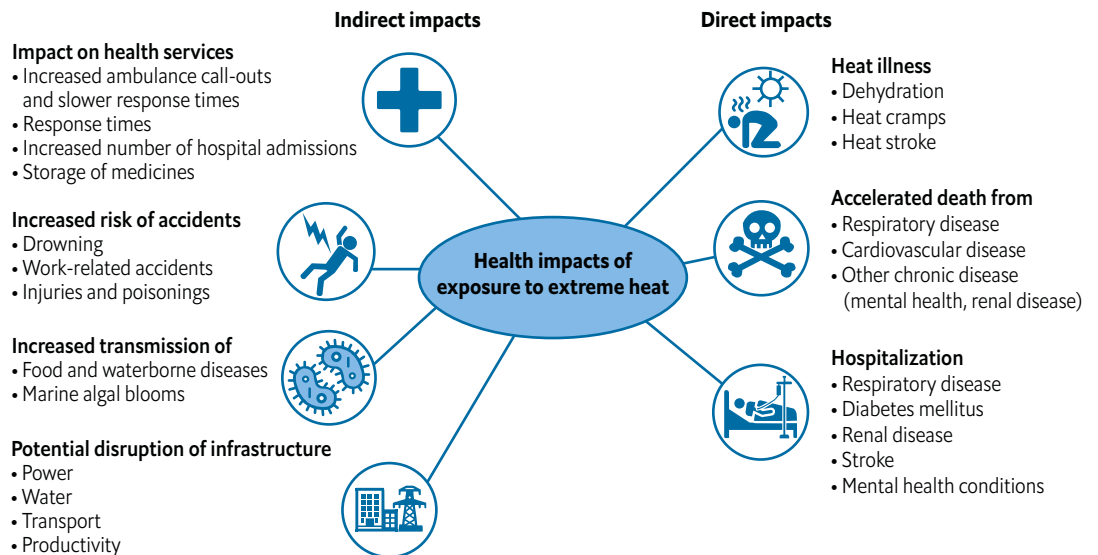 Indirect impacts
Impact on health services
• Increased ambulance call-outs
and slower response times
• Response times
• Increased number of hospital admissions
• Storage of medicines
Increased risk of accidents
• Drowning
• Work-related accidents
• Injuries and poisonings
Increased transmission of
• Food and waterborne diseases
• Marine algal blooms
Potential disruption of infrastructure
• Power
• Water
• Transport
• Productivity
Health impacts of
exposure to extreme heat
Direct impacts
Heat illness
• Dehydration
• Heat cramps
• Heat stroke
Accelerated death from
• Respiratory disease
• Cardiovascular disease
• Other chronic disease
(mental health, renal disease)
Hospitalization
• Respiratory disease
• Diabetes mellitus
• Renal disease
• Stroke
• Mental health conditions